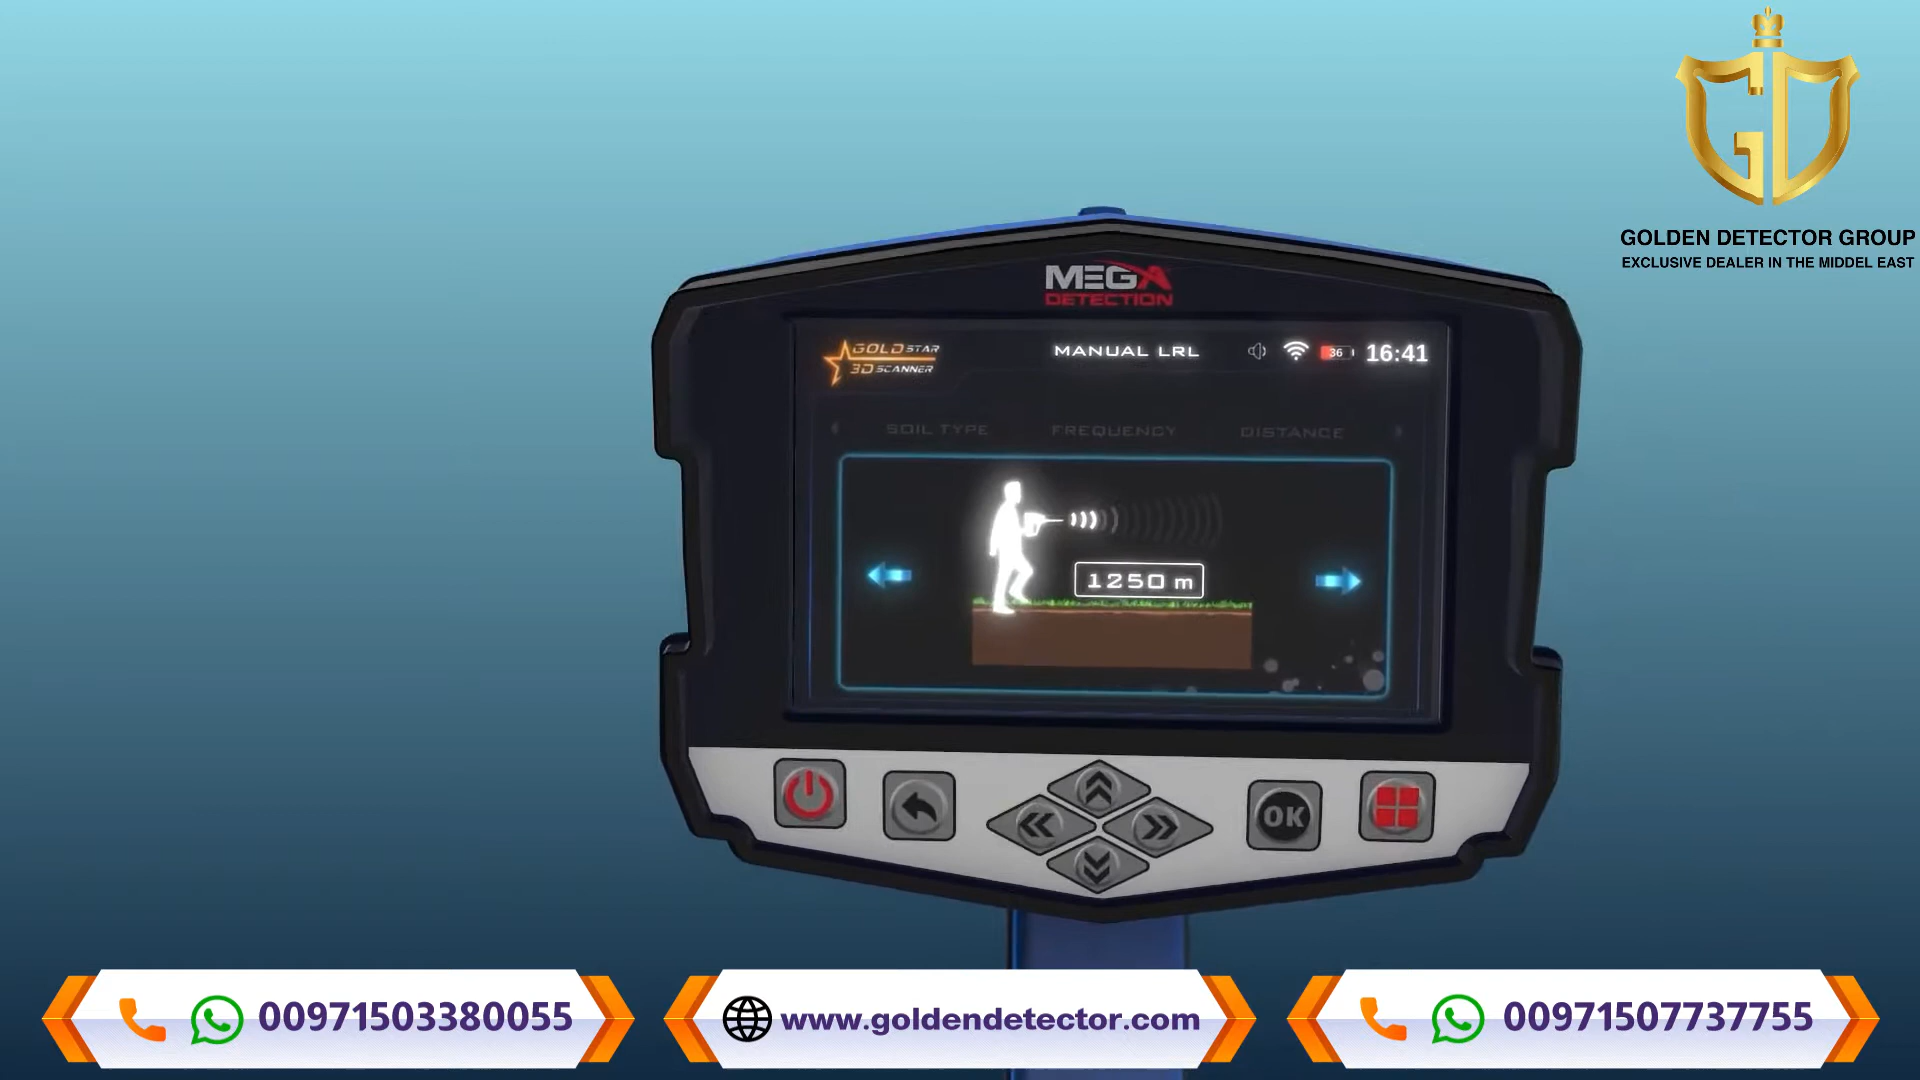 GOLDEN DETECTOR GROUP
EXCLUSIVE DEALER IN THE MIDDEL EAST
MEGA
DETECTION
GOLD STAR
3D SCANNER
MANUAL LRL
36
16:41
SOIL TYPE
FREQUENCY
DISTANCE
1250 m
OK
00971503380055
www.goldendetector.com
00971507737755